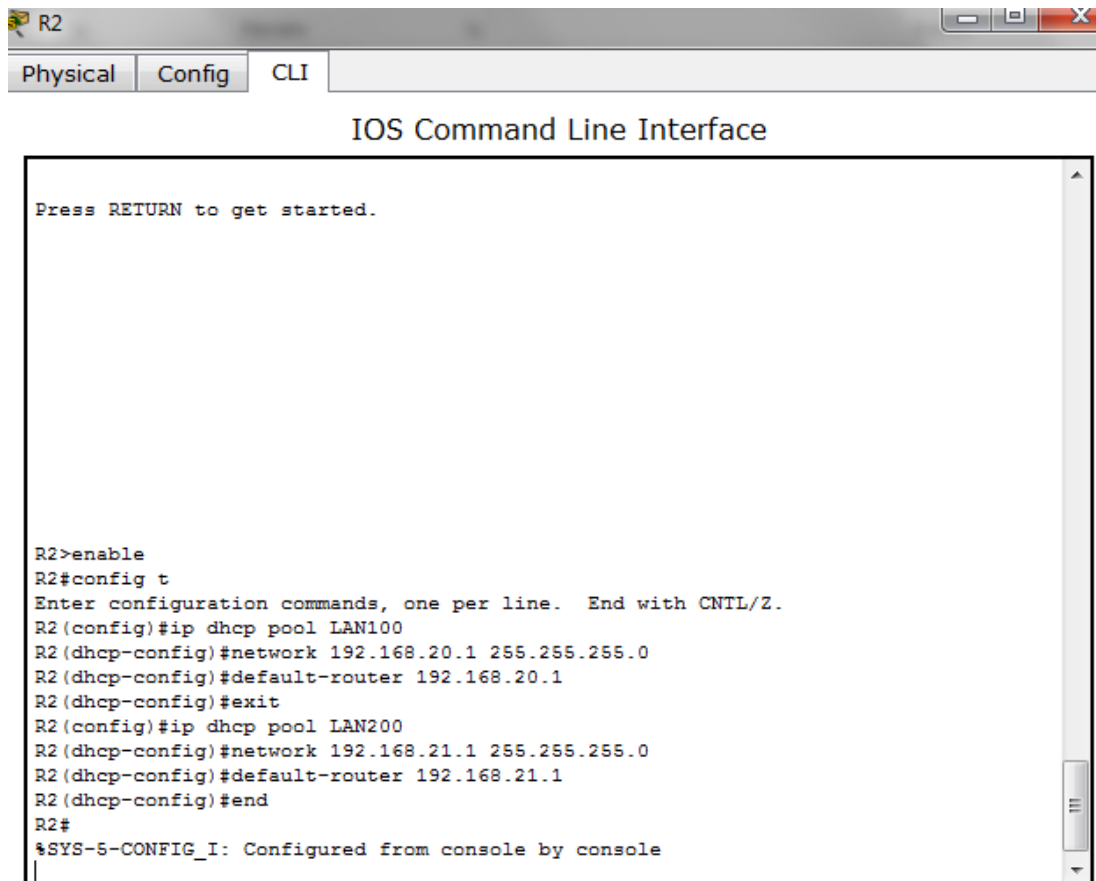 R2
Physical Config CLI
IOS Command Line Interface
Press RETURN to get started.
R2>enable
R2#config t
Enter configuration commands, one per line.  End with CNTL/Z.
R2(config)#ip dhcp pool LAN100
R2(dhcp-config)#network 192.168.20.1 255.255.255.0
R2(dhcp-config)#default-router 192.168.20.1
R2(dhcp-config)#exit
R2(config)#ip dhcp pool LAN200
R2(dhcp-config)#network 192.168.21.1 255.255.255.0
R2(dhcp-config)#default-router 192.168.21.1
R2(dhcp-config)#end
R2#
%SYS-5-CONFIG_I: Configured from console by console